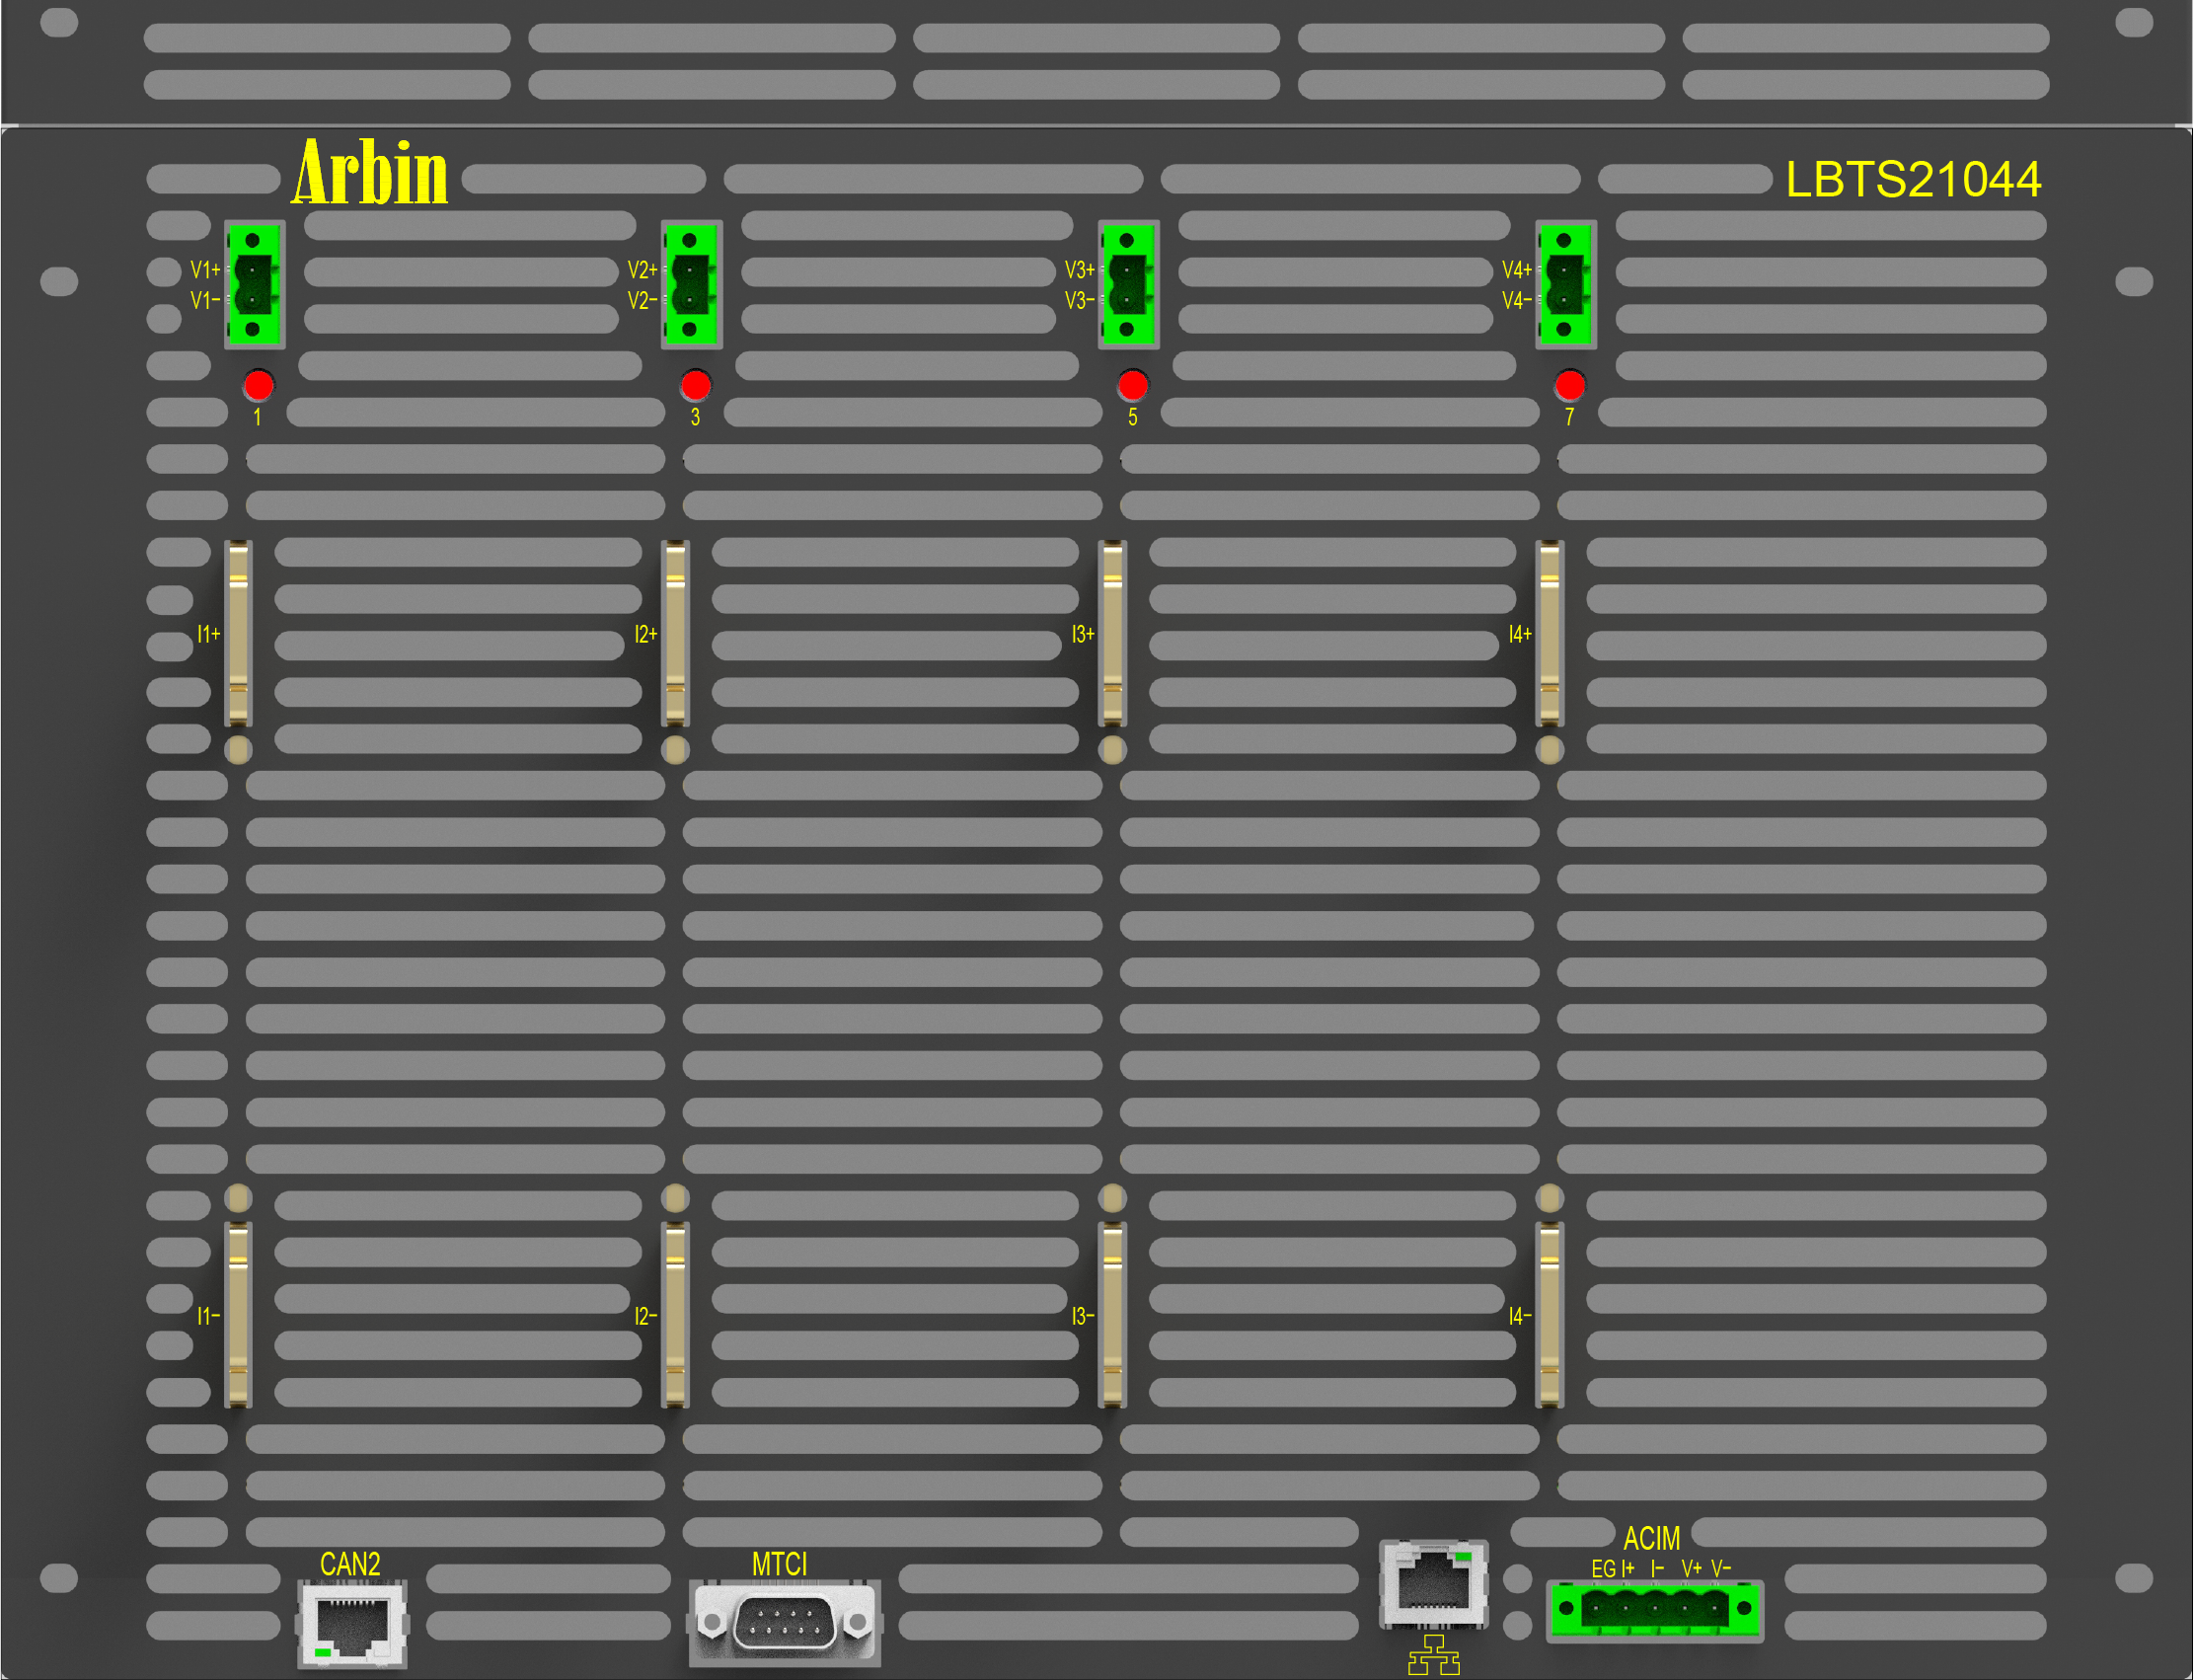 Arbin
LBTS21044
V1+ V2+ V3+ V4+
V1- V2- V3- V4-
1 3 5 7
I1+ I2+ I3+ I4+
I1- I2- I3- I4-
CAN2
MTCI
ACIM
EG I+ I- V+ V-